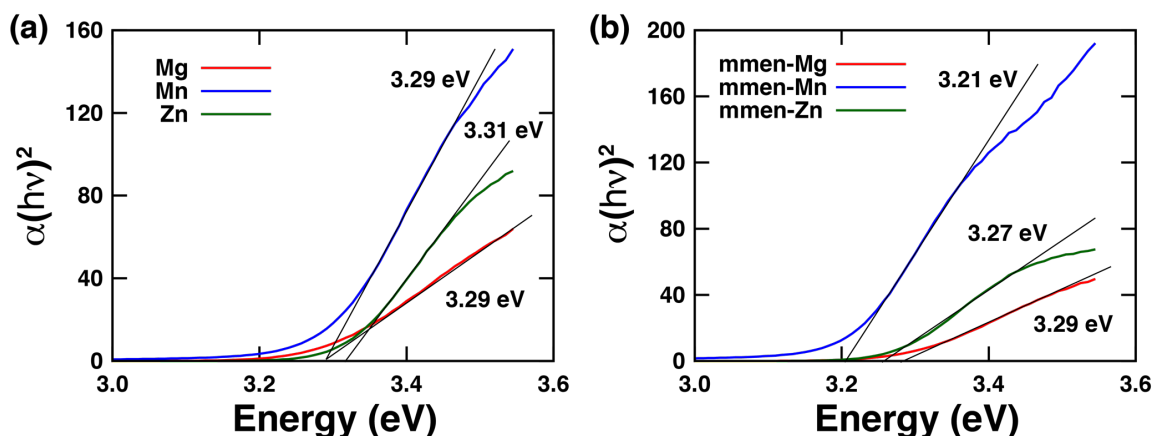 (a)
160
120
80
40
0
α(hν)²
Mg
Mn
Zn
3.29 eV
3.31 eV
3.29 eV
3.0
3.2
3.4
3.6
Energy (eV)
(b)
200
160
120
80
40
0
α(hν)²
mmen-Mg
mmen-Mn
mmen-Zn
3.21 eV
3.27 eV
3.29 eV
3.0
3.2
3.4
3.6
Energy (eV)